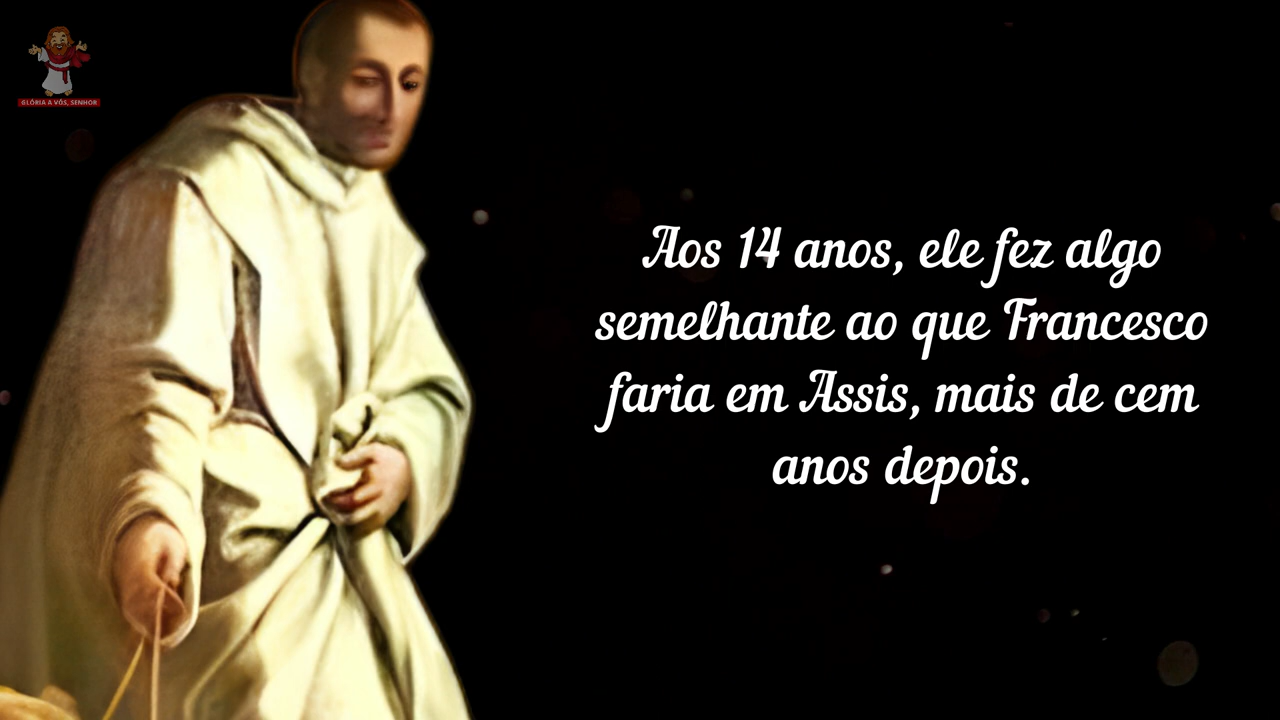 GLÓRIA A VÓS, SENHOR
Aos 14 anos, ele fez algo
semelhante ao que Francesco
faria em Assis, mais de cem
anos depois.